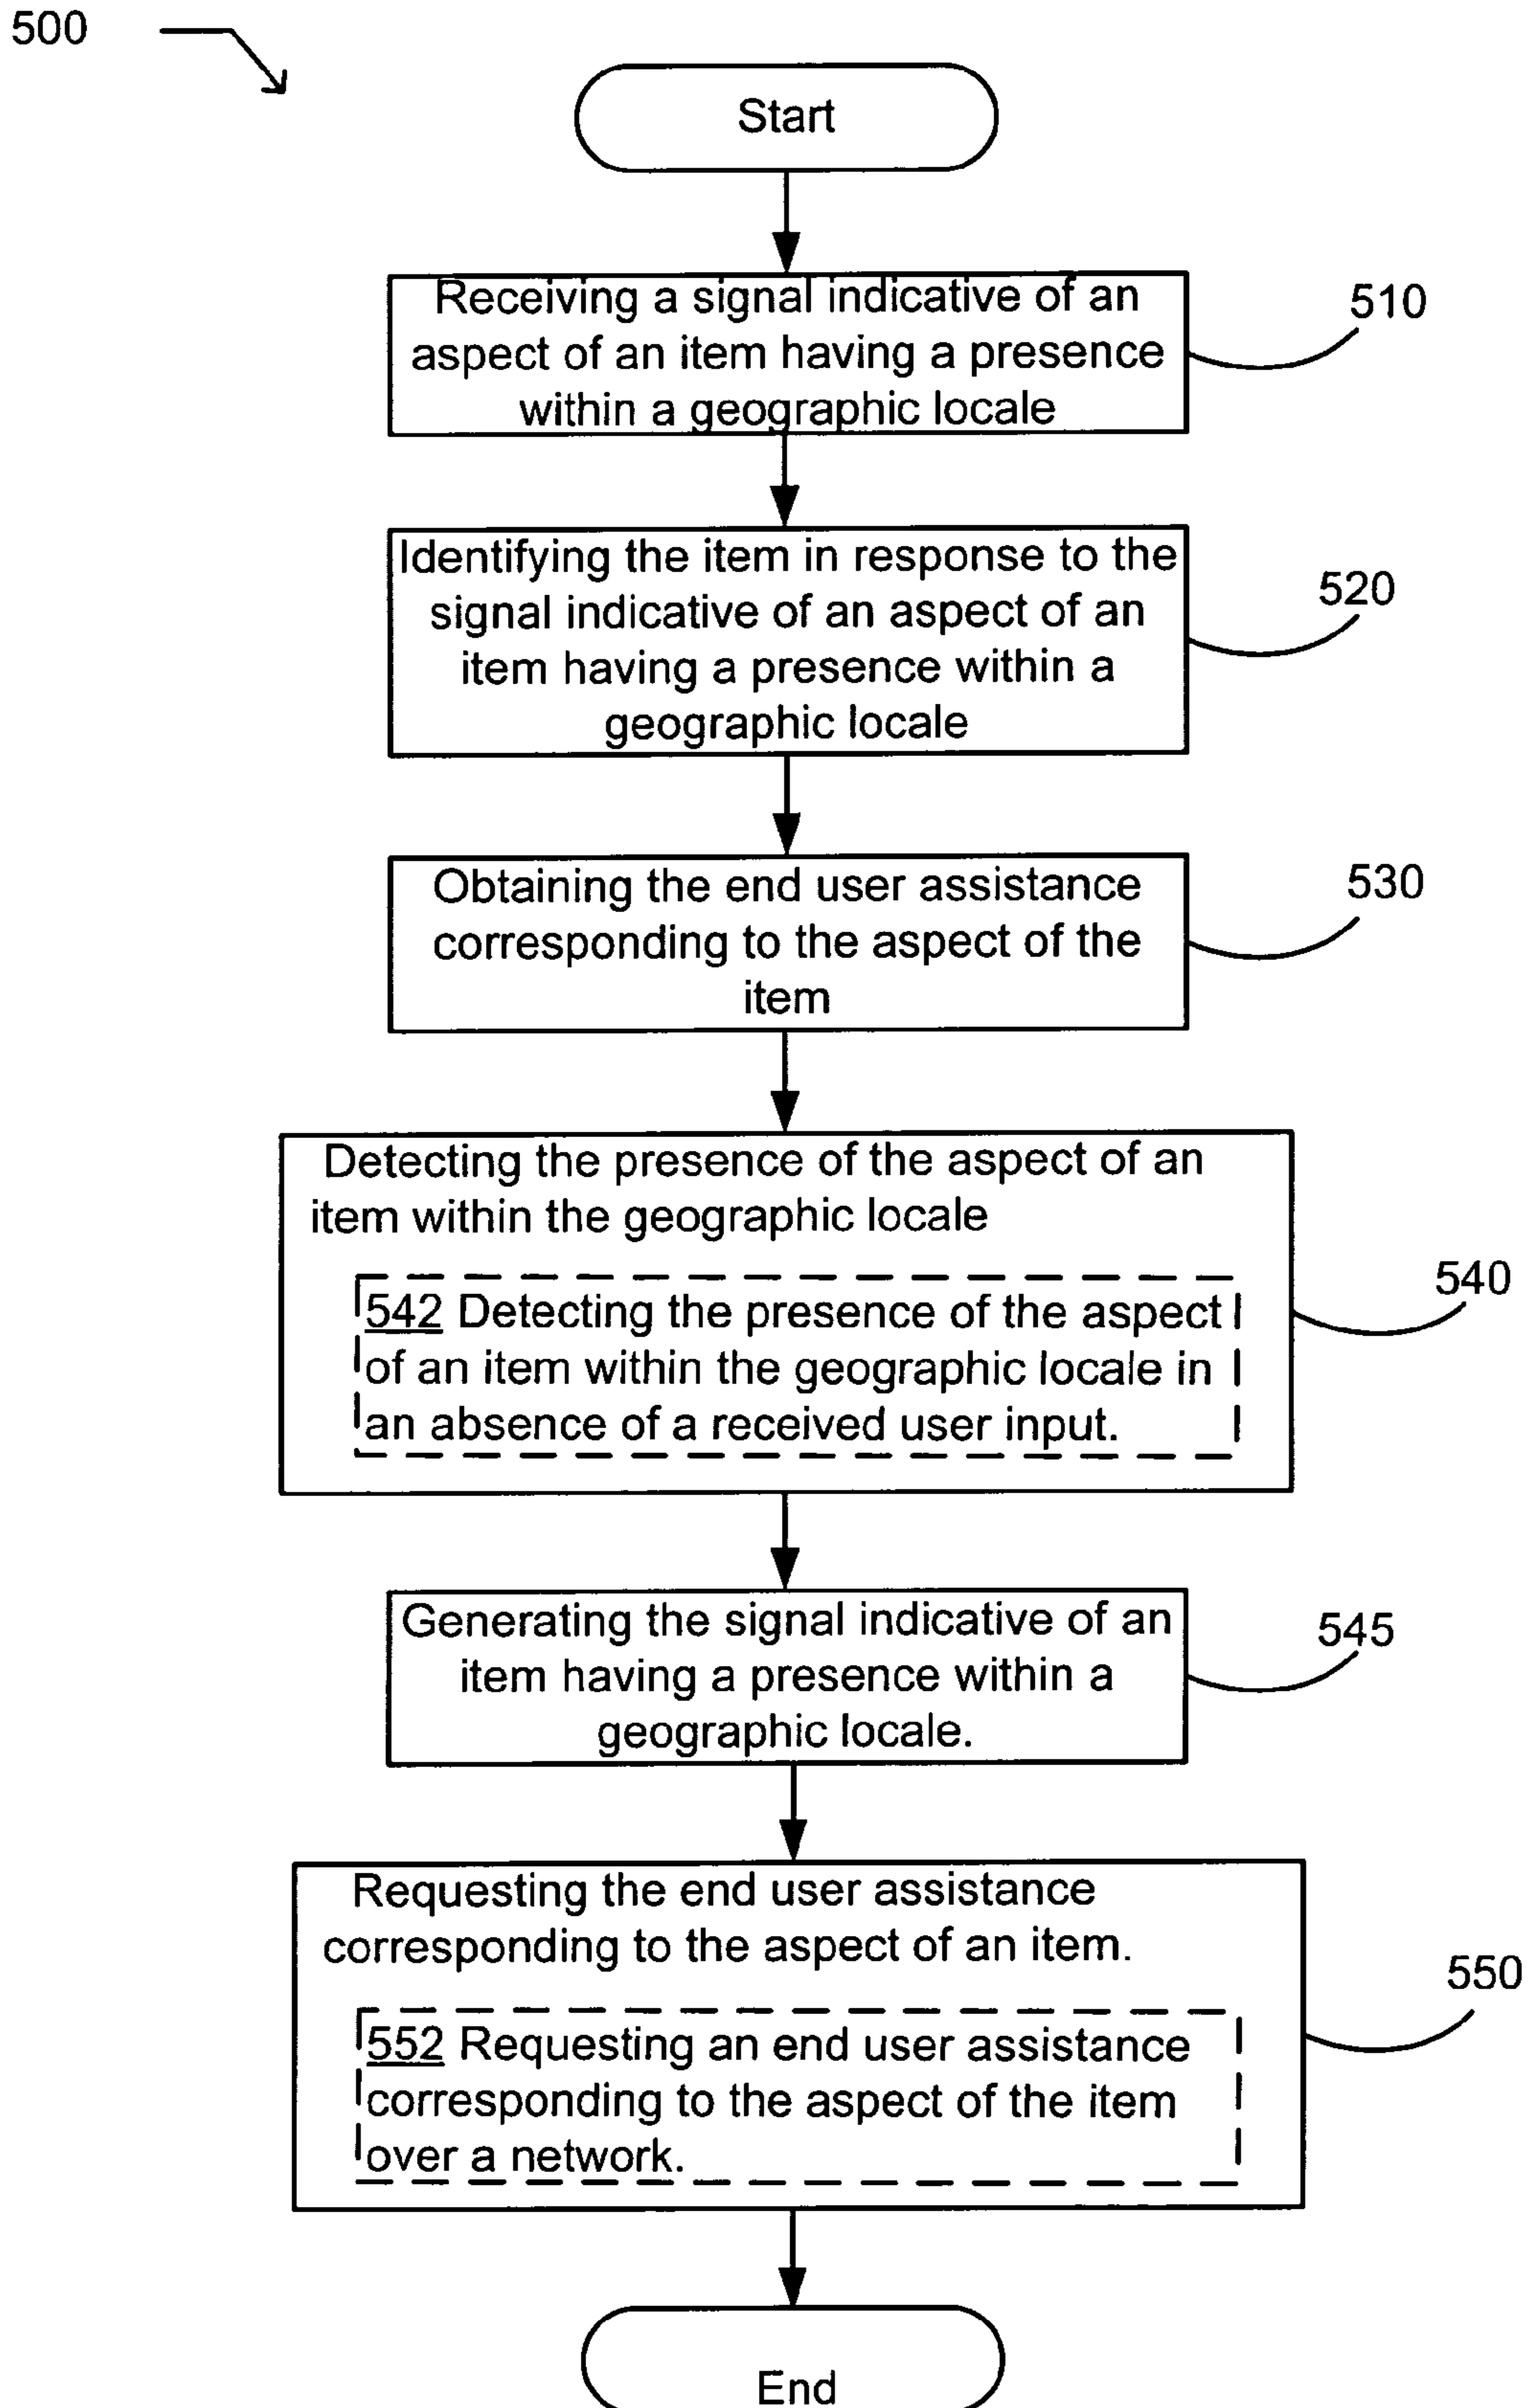 500
Start
Receiving a signal indicative of an
aspect of an item having a presence
within a geographic locale
510
Identifying the item in response to the
signal indicative of an aspect of an
item having a presence within a
geographic locale
520
Obtaining the end user assistance
corresponding to the aspect of the
item
530
Detecting the presence of the aspect of an
item within the geographic locale
542 Detecting the presence of the aspect
of an item within the geographic locale in
an absence of a received user input.
540
Generating the signal indicative of an
item having a presence within a
geographic locale.
545
Requesting the end user assistance
corresponding to the aspect of an item.
552 Requesting an end user assistance
corresponding to the aspect of the item
over a network.
550
End